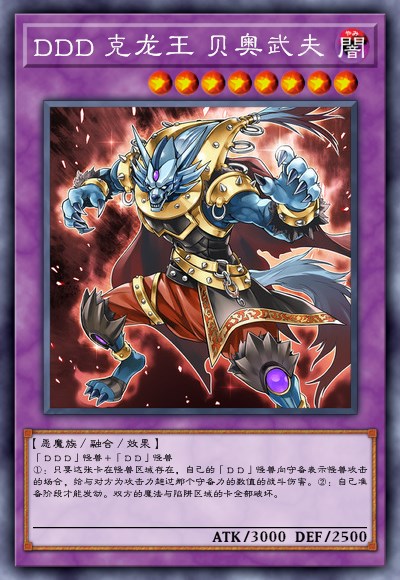 DDD 克龙王 贝奥武夫
やみ
闇
【恶魔族／融合／效果】
「DDD」怪兽＋「DD」怪兽
①：只要这张卡在怪兽区域存在，自己的「DD」怪兽向守备表示怪兽攻击
的场合，给与对方为攻击力超过那个守备力的数值的战斗伤害。②：自己准
备阶段才能发动。双方的魔法与陷阱区域的卡全部破坏。
ATK/3000 DEF/2500